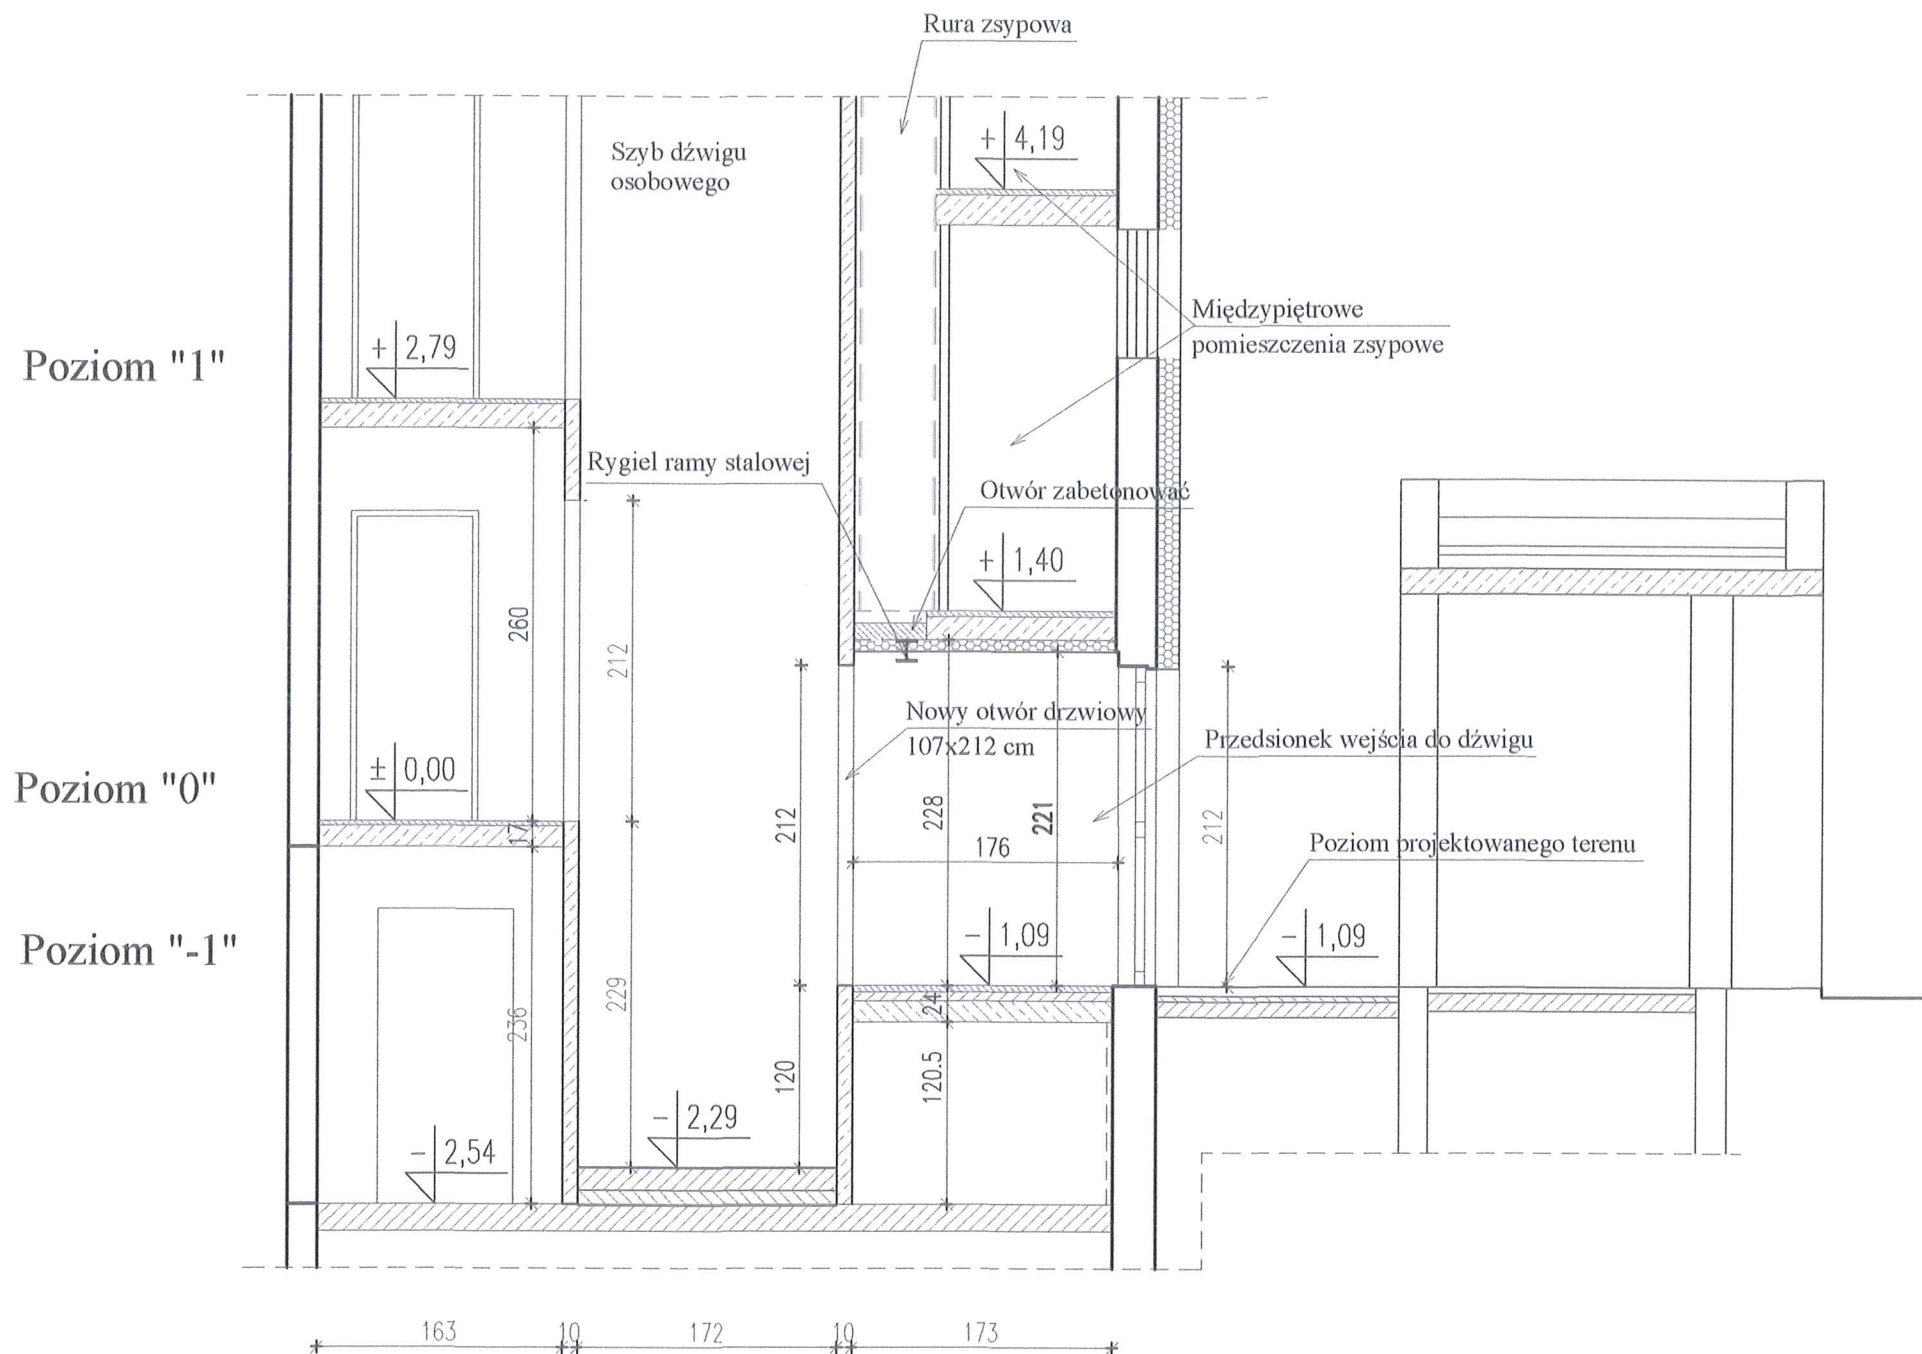 Rura zsypowa
Szyb dźwigu
osobowego
+ 4,19
Międzypiętrowe
pomieszczenia zsypowe
Poziom "1"
+ 2,79
Rygiel ramy stalowej
Otwór zabetonować
+ 1,40
260
212
Nowy otwór drzwiowy
107x212 cm
Przedsionek wejścia do dźwigu
Poziom "0"
± 0,00
17
212
228
221
176
212
Poziom projektowanego terenu
Poziom "-1"
- 1,09
- 1,09
236
229
24
120
120.5
- 2,29
- 2,54
163
10
172
10
173